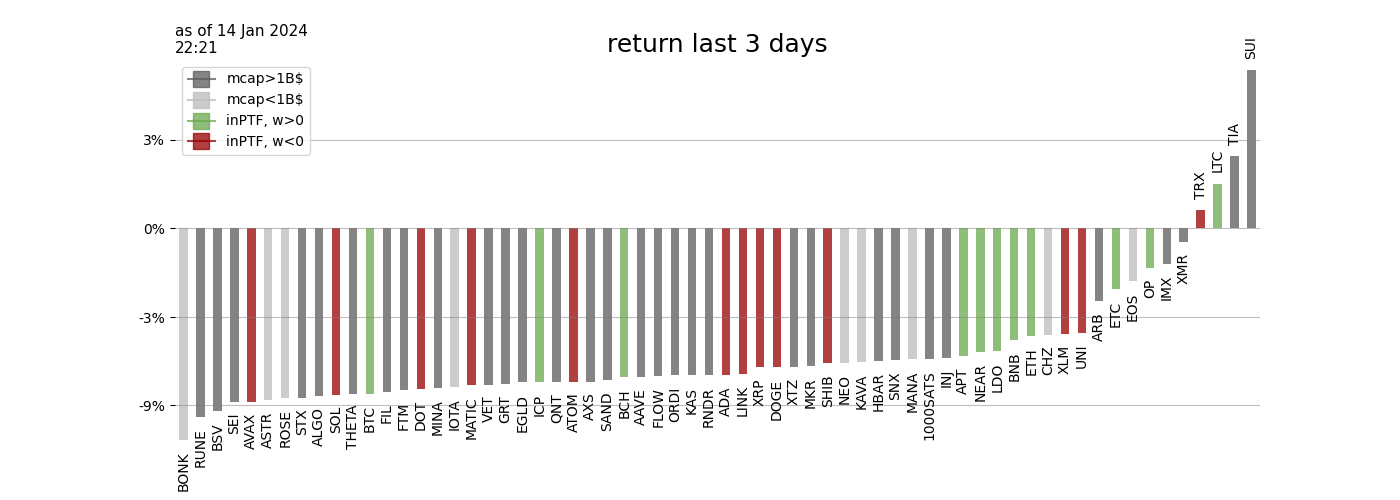 as of 14 Jan 2024
22:21
return last 3 days
mcap>1B$
mcap<1B$
inPTF, w>0
inPTF, w<0
3%
0%
-3%
-9%
BONK
RUNE
BSV
SEI
AVAX
ASTR
ROSE
STX
ALGO
SOL
THETA
BTC
FIL
FTM
DOT
MINA
IOTA
MATIC
VET
GRT
EGLD
ICP
QNT
ATOM
AXS
SAND
BCH
AAVE
FLOW
ORDI
KAS
RNDR
ADA
LINK
XRP
DOGE
XTZ
MKR
SHIB
NEO
KAVA
HBAR
SNX
MANA
1000SATS
INJ
APT
NEAR
LDO
BNB
ETH
CHZ
XLM
UNI
ARB
ETC
EOS
OP
IMX
XMR
TRX
LTC
TIA
SUI